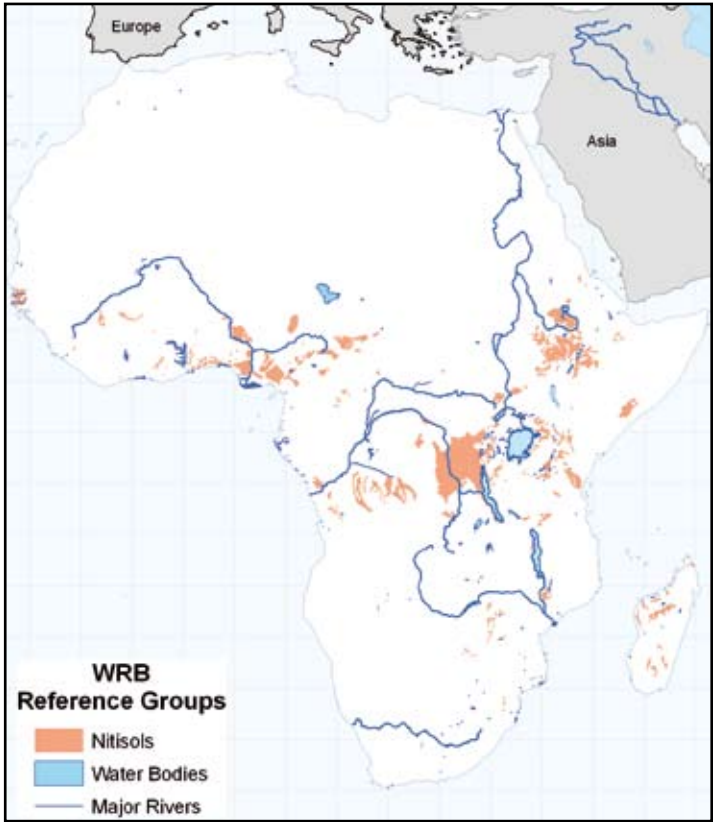 Europe
Asia
WRB
Reference Groups
Nitisols
Water Bodies
Major Rivers